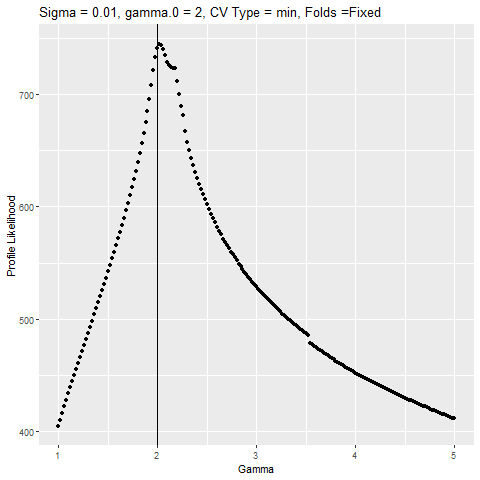 Sigma = 0.01, gamma.0 = 2, CV Type = min, Folds =Fixed
Profile Likelihood
700
600
500
400
1 2 3 4 5
Gamma